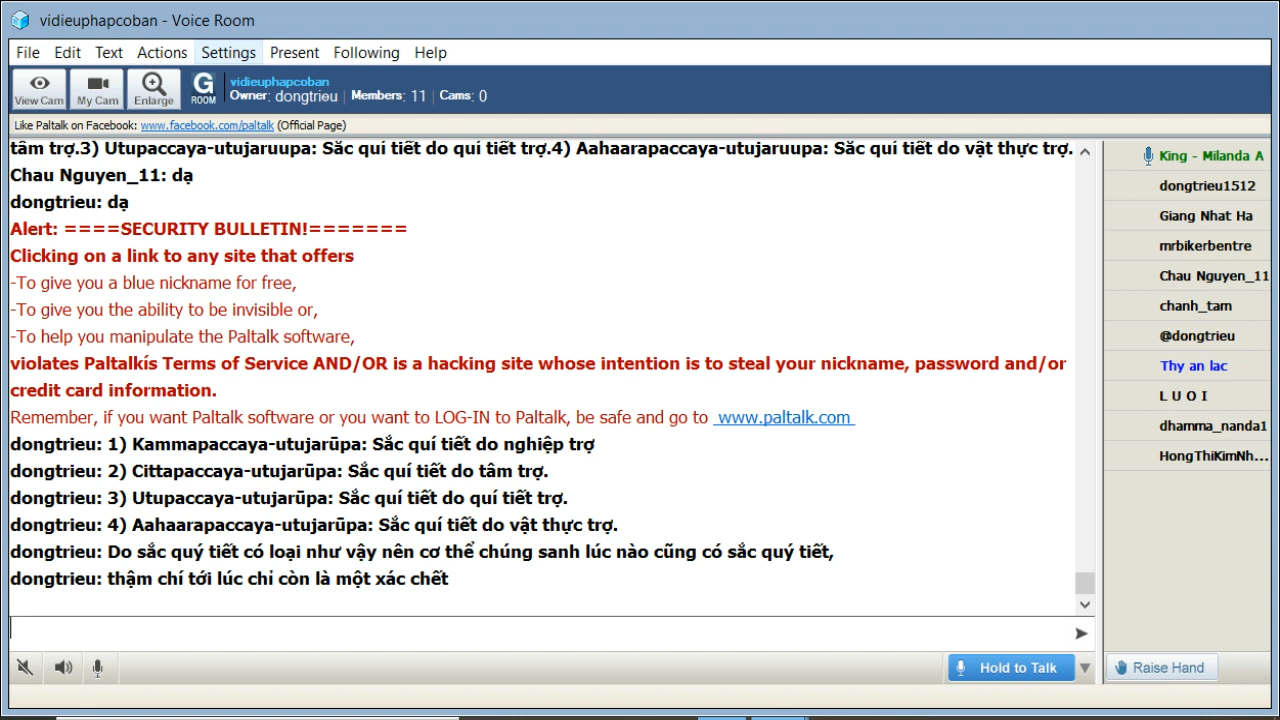 vidieuphapcoban - Voice Room
File Edit Text Actions Settings Present Following Help
View Cam My Cam Enlarge G ROOM
vidieuphapcoban
Owner: dongtrieu | Members: 11 | Cams: 0
Like Paltalk on Facebook: www.facebook.com/paltalk (Official Page)
tâm trợ.3) Utupaccaya-utujaruupa: Sắc quí tiết do quí tiết trợ.4) Aahaarapaccaya-utujaruupa: Sắc quí tiết do vật thực trợ.
Chau Nguyen_11: dạ
dongtrieu: dạ
Alert: ====SECURITY BULLETIN!=======
Clicking on a link to any site that offers
-To give you a blue nickname for free,
-To give you the ability to be invisible or,
-To help you manipulate the Paltalk software,
violates Paltalkís Terms of Service AND/OR is a hacking site whose intention is to steal your nickname, password and/or
credit card information.
Remember, if you want Paltalk software or you want to LOG-IN to Paltalk, be safe and go to www.paltalk.com
dongtrieu: 1) Kammapaccaya-utujarūpa: Sắc quí tiết do nghiệp trợ
dongtrieu: 2) Cittapaccaya-utujarūpa: Sắc quí tiết do tâm trợ.
dongtrieu: 3) Utupaccaya-utujarūpa: Sắc quí tiết do quí tiết trợ.
dongtrieu: 4) Aahaarapaccaya-utujarūpa: Sắc quí tiết do vật thực trợ.
dongtrieu: Do sắc quý tiết có loại như vậy nên cơ thể chúng sanh lúc nào cũng có sắc quý tiết,
dongtrieu: thậm chí tới lúc chỉ còn là một xác chết
King - Milanda A
dongtrieu1512
Giang Nhat Ha
mrbikerbentre
Chau Nguyen_11
chanh_tam
@dongtrieu
Thy an lac
L U O I
dhamma_nanda1
HongThiKimNh...
Hold to Talk
Raise Hand